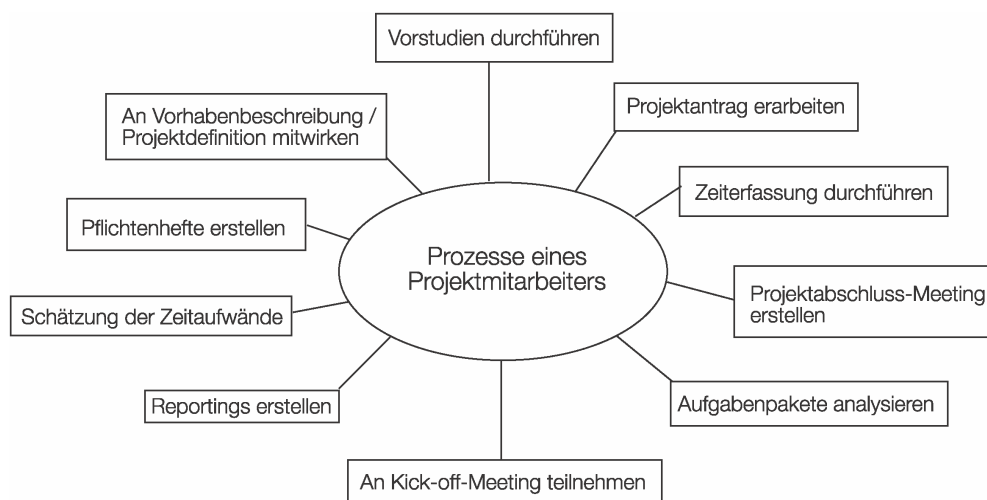 Vorstudien durchführen
An Vorhabenbeschreibung /
Projektdefinition mitwirken
Projektantrag erarbeiten
Zeiterfassung durchführen
Pflichtenhefte erstellen
Prozesse eines
Projektmitarbeiters
Projektabschluss-Meeting
erstellen
Schätzung der Zeitaufwände
Reportings erstellen
Aufgabenpakete analysieren
An Kick-off-Meeting teilnehmen